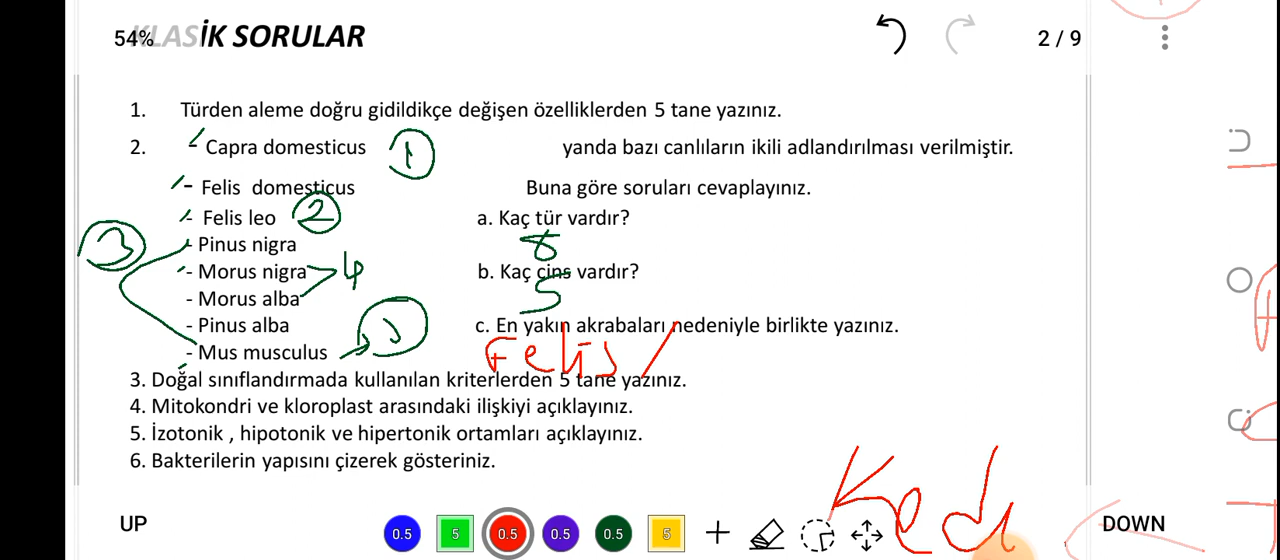 54% KLASİK SORULAR 2 / 9
1. Türden aleme doğru gidildikçe değişen özelliklerden 5 tane yazınız.
2. - Capra domesticus 1 yanda bazı canlıların ikili adlandırılması verilmiştir.
- Felis domesticus Buna göre soruları cevaplayınız.
- Felis leo 2 a. Kaç tür vardır?
3 - Pinus nigra 8
- Morus nigra 4 b. Kaç cins vardır?
- Morus alba 5
- Pinus alba c. En yakın akrabaları nedeniyle birlikte yazınız.
- Mus musculus Felis /
3. Doğal sınıflandırmada kullanılan kriterlerden 5 tane yazınız.
4. Mitokondri ve kloroplast arasındaki ilişkiyi açıklayınız.
5. İzotonik , hipotonik ve hipertonik ortamları açıklayınız.
6. Bakterilerin yapısını çizerek gösteriniz.
Kedi
UP 0.5 5 0.5 0.5 0.5 5 DOWN